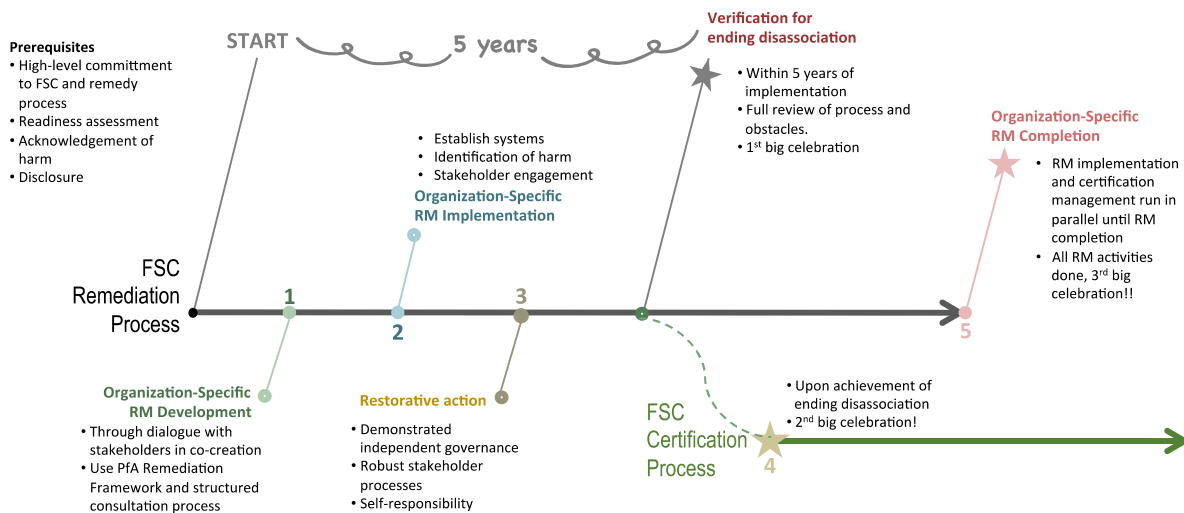 Prerequisites
• High-level commitment
to FSC and remedy
process
• Readiness assessment
• Acknowledgement of
harm
• Disclosure
START
5 years
Verification for
ending disassociation
• Within 5 years of
implementation
• Full review of process and
obstacles.
• 1st big celebration
• Establish systems
• Identification of harm
• Stakeholder engagement
Organization-Specific
RM Implementation
Organization-Specific
RM Completion
• RM implementation
and certification
management run in
parallel until RM
completion
• All RM activities
done, 3rd big
celebration!!
FSC
Remediation
Process
1
2
3
5
Organization-Specific
RM Development
• Through dialogue with
stakeholders in co-creation
• Use PfA Remediation
Framework and structured
consultation process
Restorative action
• Demonstrated
independent governance
• Robust stakeholder
processes
• Self-responsibility
FSC
Certification
Process
4
• Upon achievement of
ending disassociation
• 2nd big celebration!